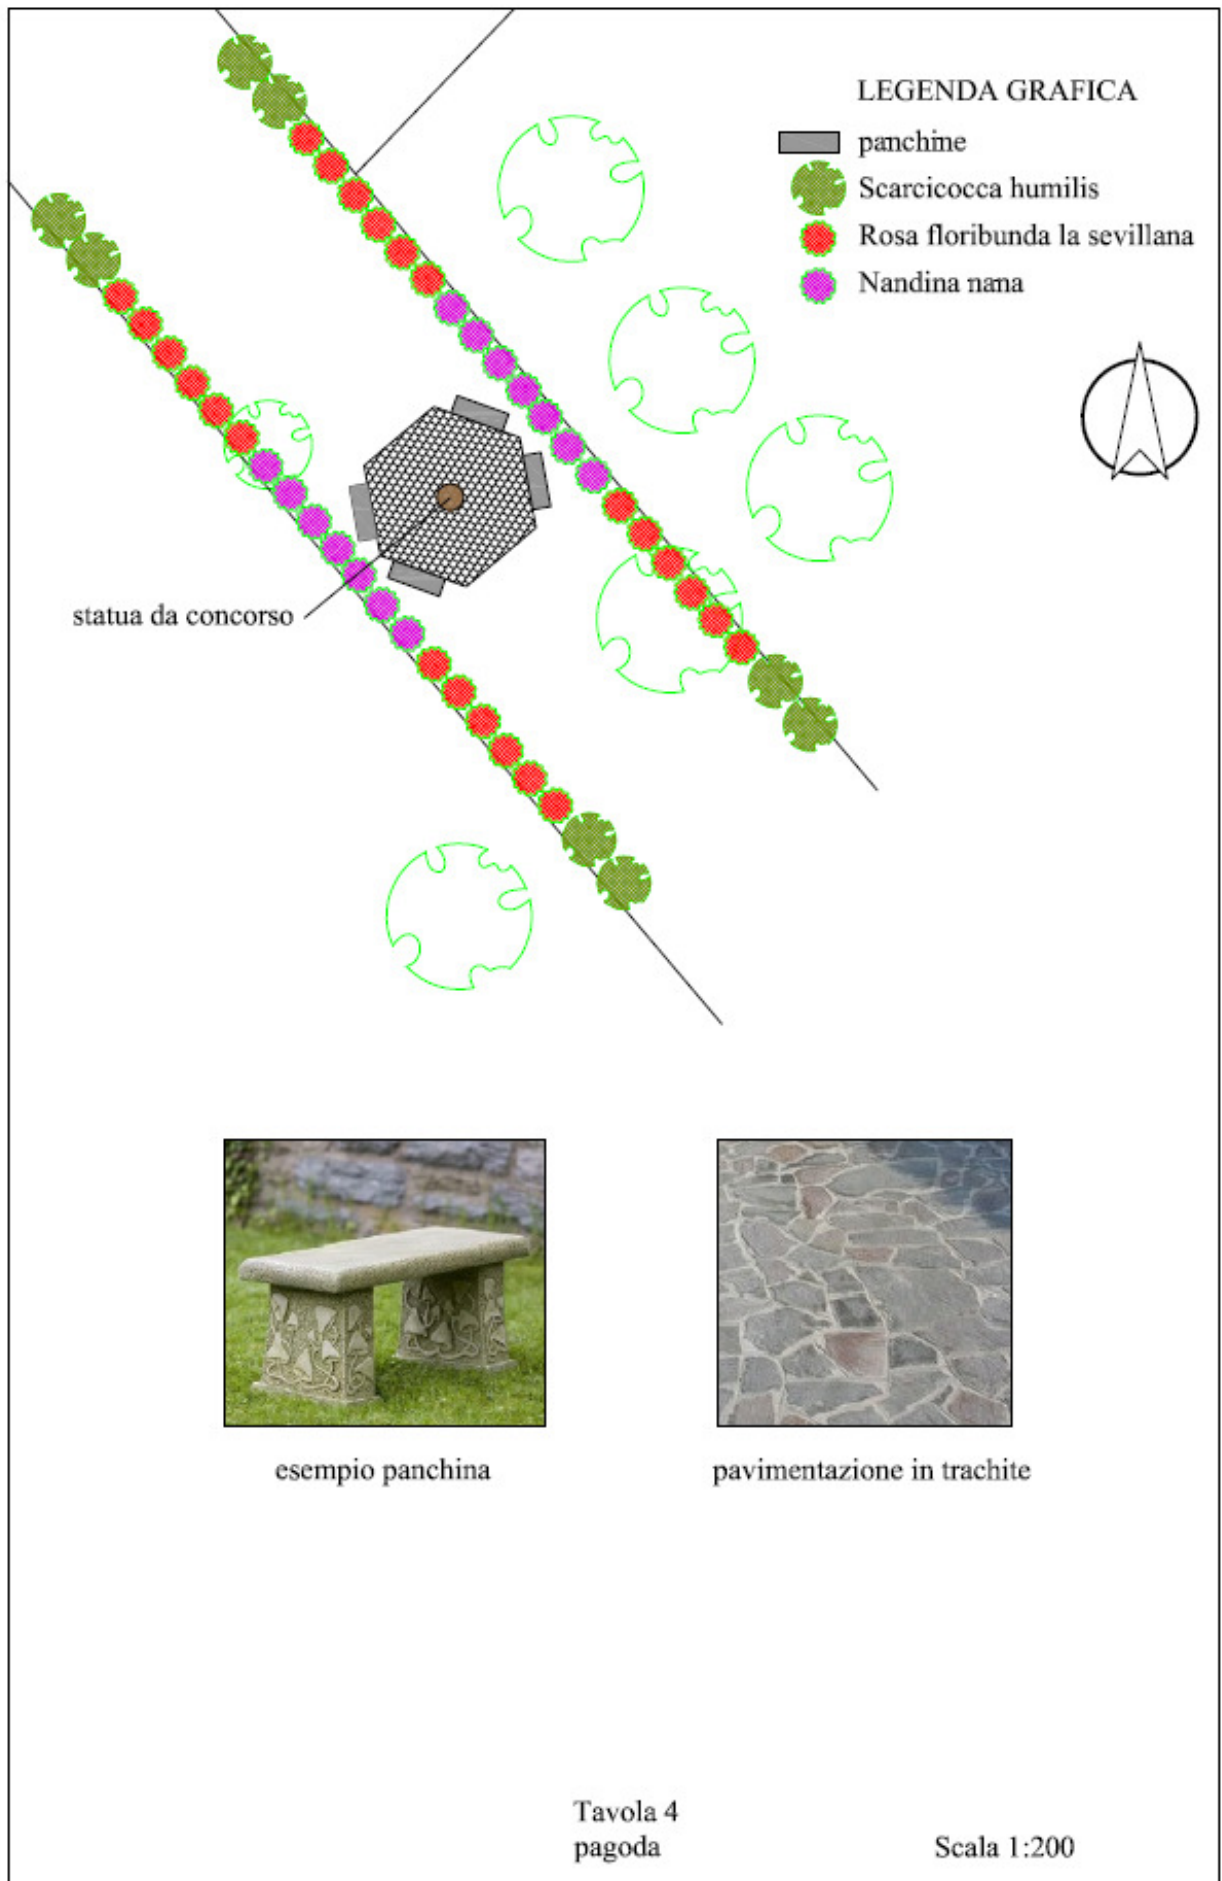 LEGENDA GRAFICA
panchine
Scarcicocca humilis
Rosa floribunda la sevillana
Nandina nana
statua da concorso
esempio panchina
pavimentazione in trachite
Tavola 4
pagoda
Scala 1:200